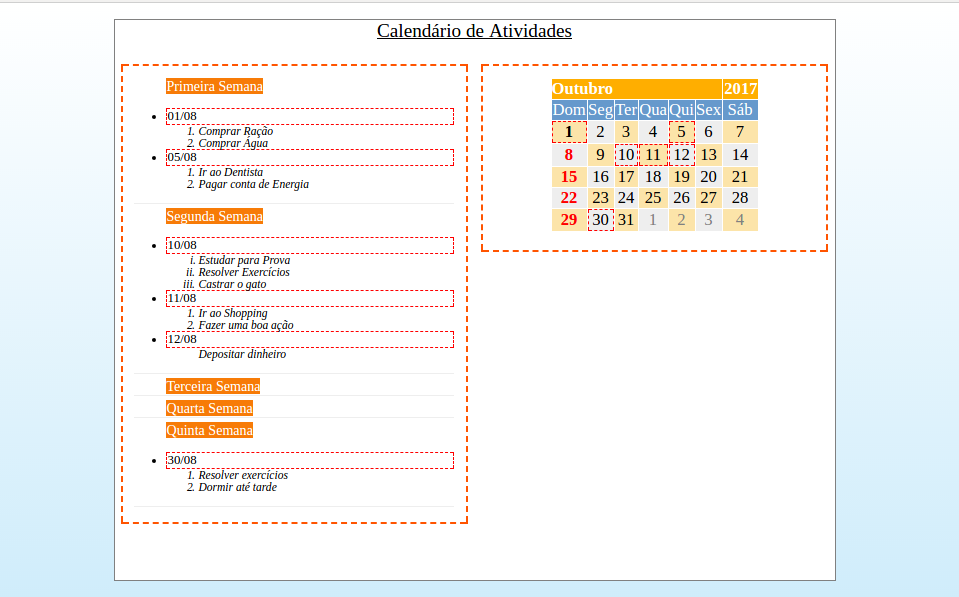 Calendário de Atividades
Primeira Semana
01/08
1. Comprar Ração
2. Comprar Água
05/08
1. Ir ao Dentista
2. Pagar conta de Energia
Segunda Semana
10/08
i. Estudar para Prova
ii. Resolver Exercícios
iii. Castrar o gato
11/08
1. Ir ao Shopping
2. Fazer uma boa ação
12/08
Depositar dinheiro
Terceira Semana
Quarta Semana
Quinta Semana
30/08
1. Resolver exercícios
2. Dormir até tarde
Outubro 2017
Dom Seg Ter Qua Qui Sex Sáb
1 2 3 4 5 6 7
8 9 10 11 12 13 14
15 16 17 18 19 20 21
22 23 24 25 26 27 28
29 30 31 1 2 3 4